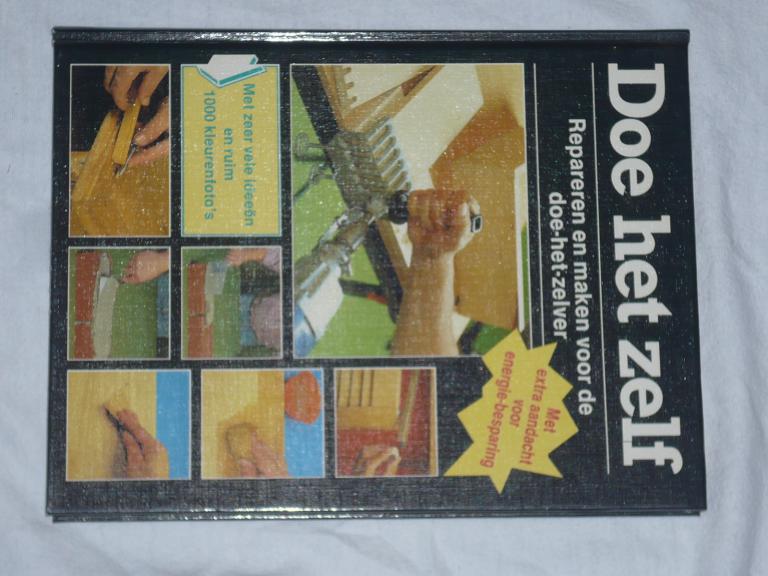 Doe het zelf
Repareren en maken voor de
doe-het-zelver
Met
extra aandacht
voor
energie-besparing
Met zeer vele ideeën
en ruim
1000 kleurenfoto's